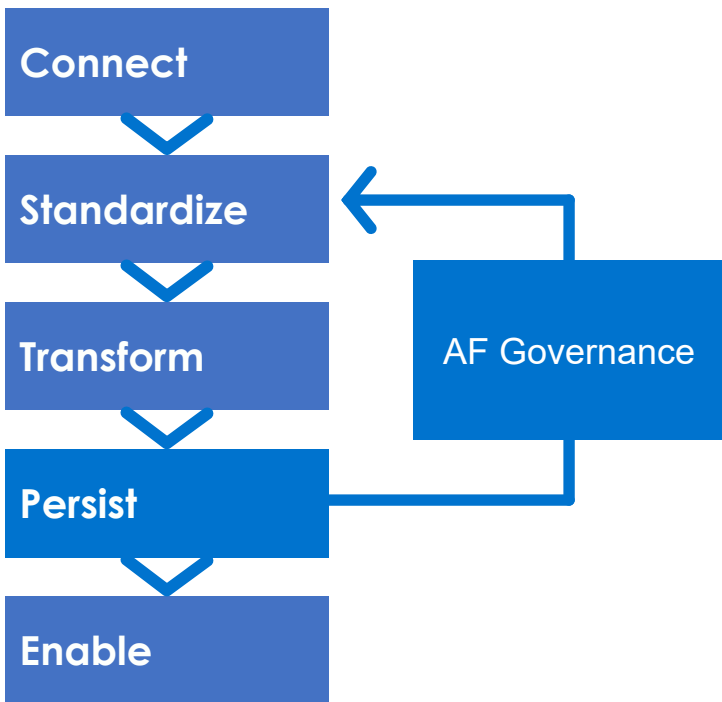 Connect
Standardize
Transform
AF Governance
Persist
Enable